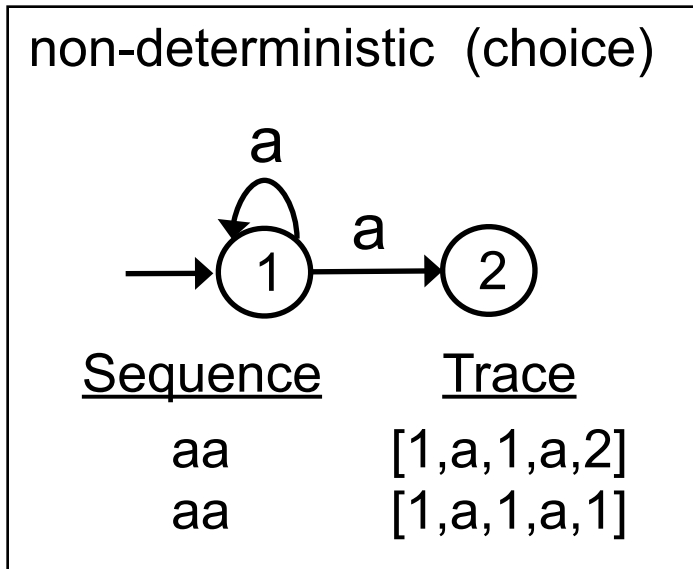 non-deterministic (choice)
a
a
1
2
Sequence Trace
aa [1,a,1,a,2]
aa [1,a,1,a,1]